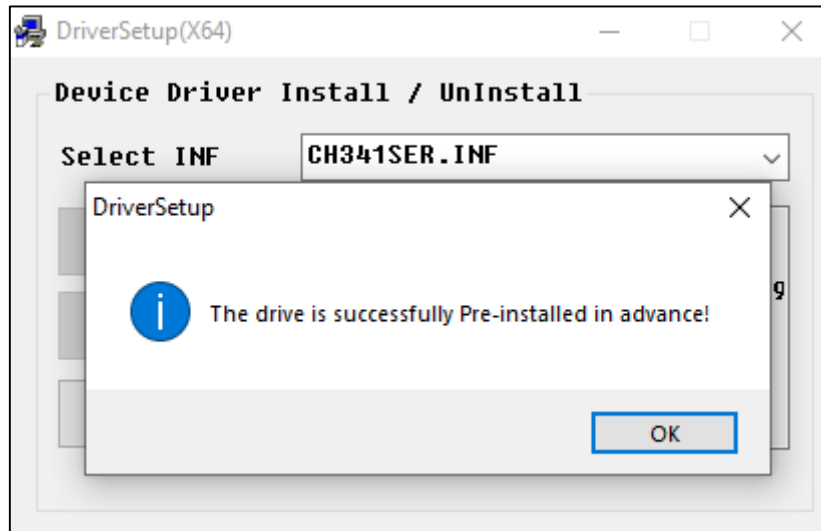 DriverSetup(X64)
Device Driver Install / UnInstall
Select INF
CH341SER.INF
DriverSetup
The drive is successfully Pre-installed in advance!
OK